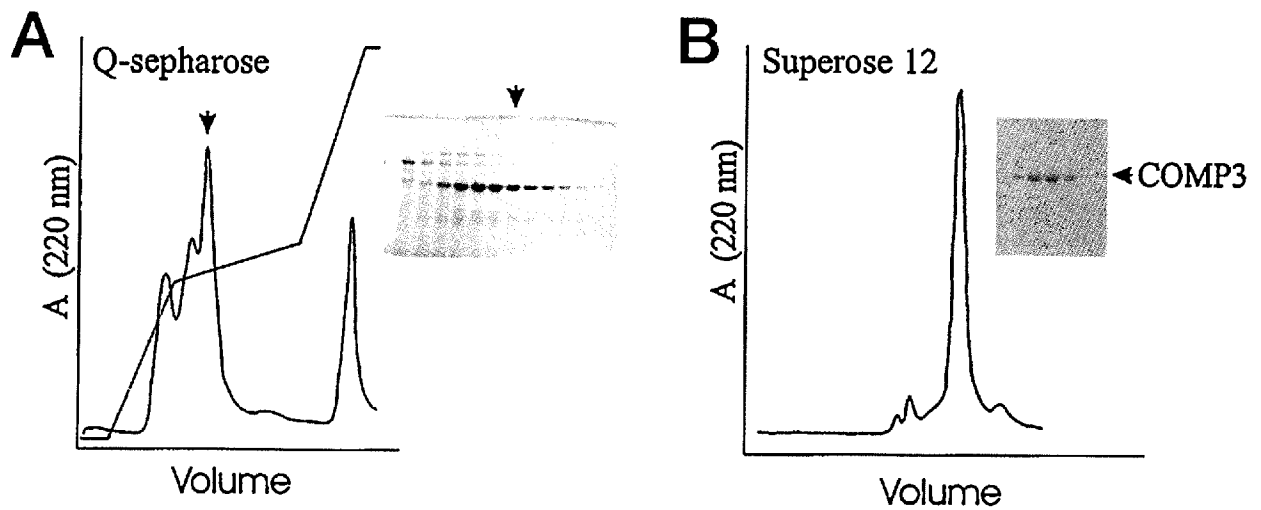 A
Q-sepharose
A (220 nm)
Volume
B
Superose 12
A (220 nm)
COMP3
Volume